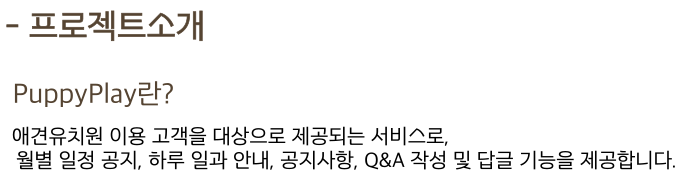 - 프로젝트소개
PuppyPlay란?
애견유치원 이용 고객을 대상으로 제공되는 서비스로,
월별 일정 공지, 하루 일과 안내, 공지사항, Q&A 작성 및 답글 기능을 제공합니다.